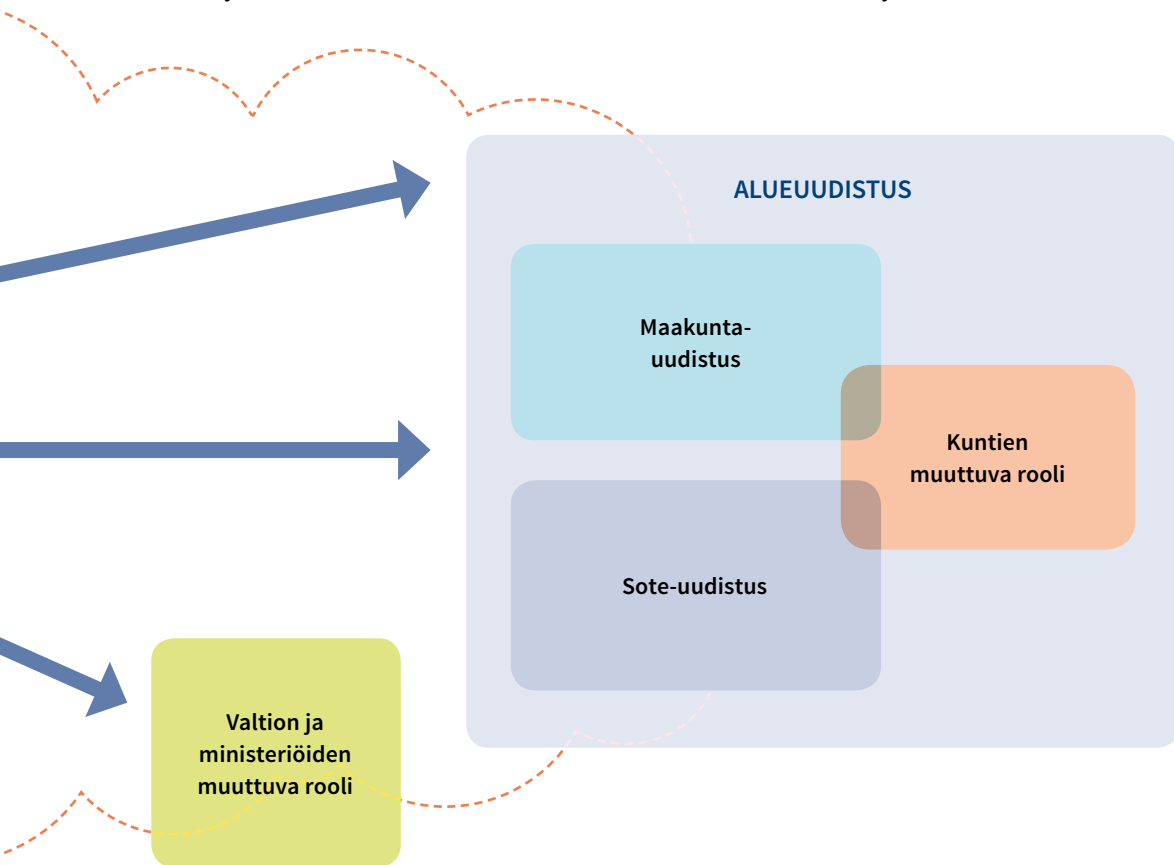 ALUEUUDISTUS
Maakunta-
uudistus
Kuntien
muuttuva rooli
Sote-uudistus
Valtion ja
ministeriöiden
muuttuva rooli